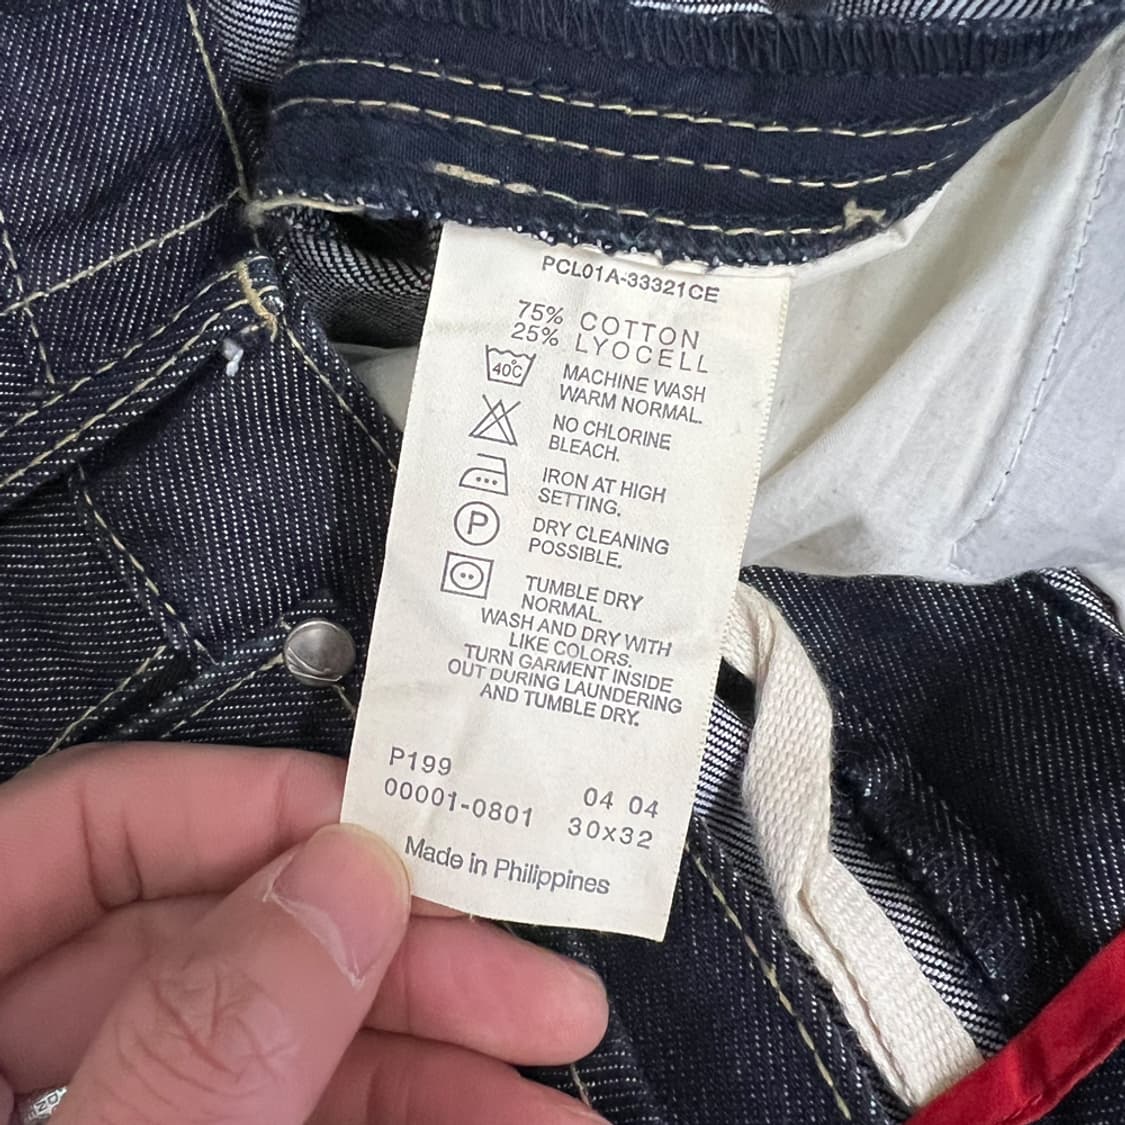 PCL01A-33321CE
75% COTTON
25% LYOCELL
40C
MACHINE WASH
WARM NORMAL.
NO CHLORINE
BLEACH.
IRON AT HIGH
SETTING.
P
DRY CLEANING
POSSIBLE.
TUMBLE DRY
NORMAL.
WASH AND DRY WITH
LIKE COLORS.
TURN GARMENT INSIDE
OUT DURING LAUNDERING
AND TUMBLE DRY.
P199
00001-0801 04 04
30x32
Made in Philippines